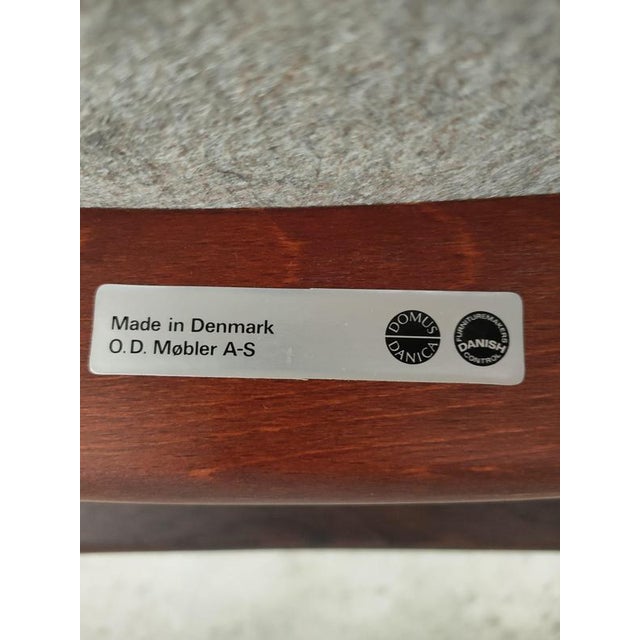 Made in Denmark
O.D. Møbler A-S
DOMUS
DANICA
FURNITUREMAKERS
DANISH
CONTROL